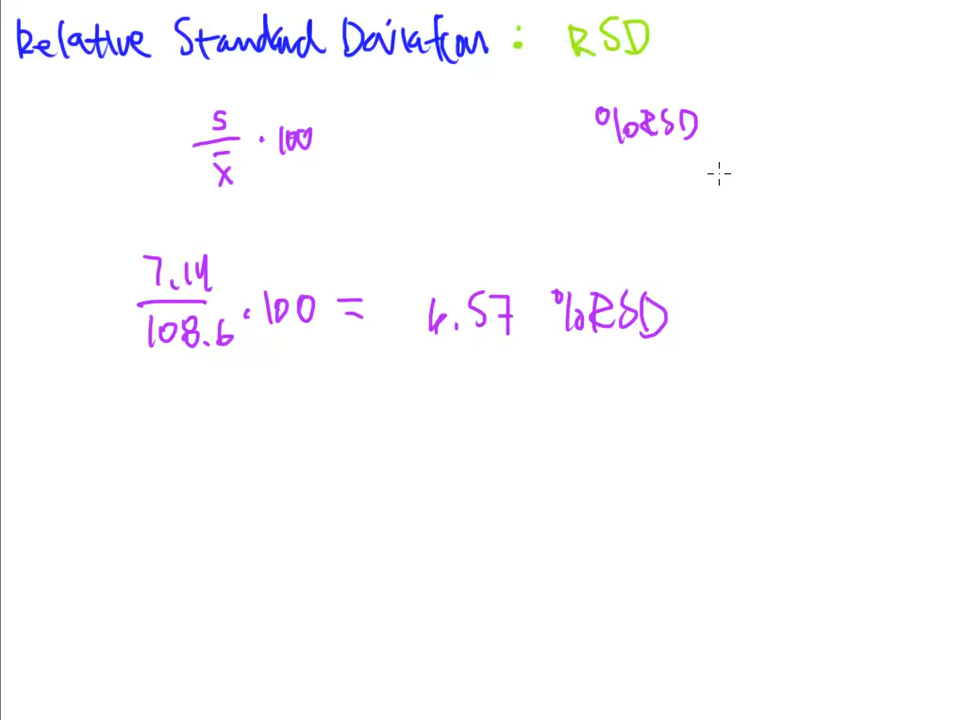 Relative Standard Deviation : RSD
s/x̄ · 100 %RSD
7.14/108.6 · 100 = 6.57 %RSD